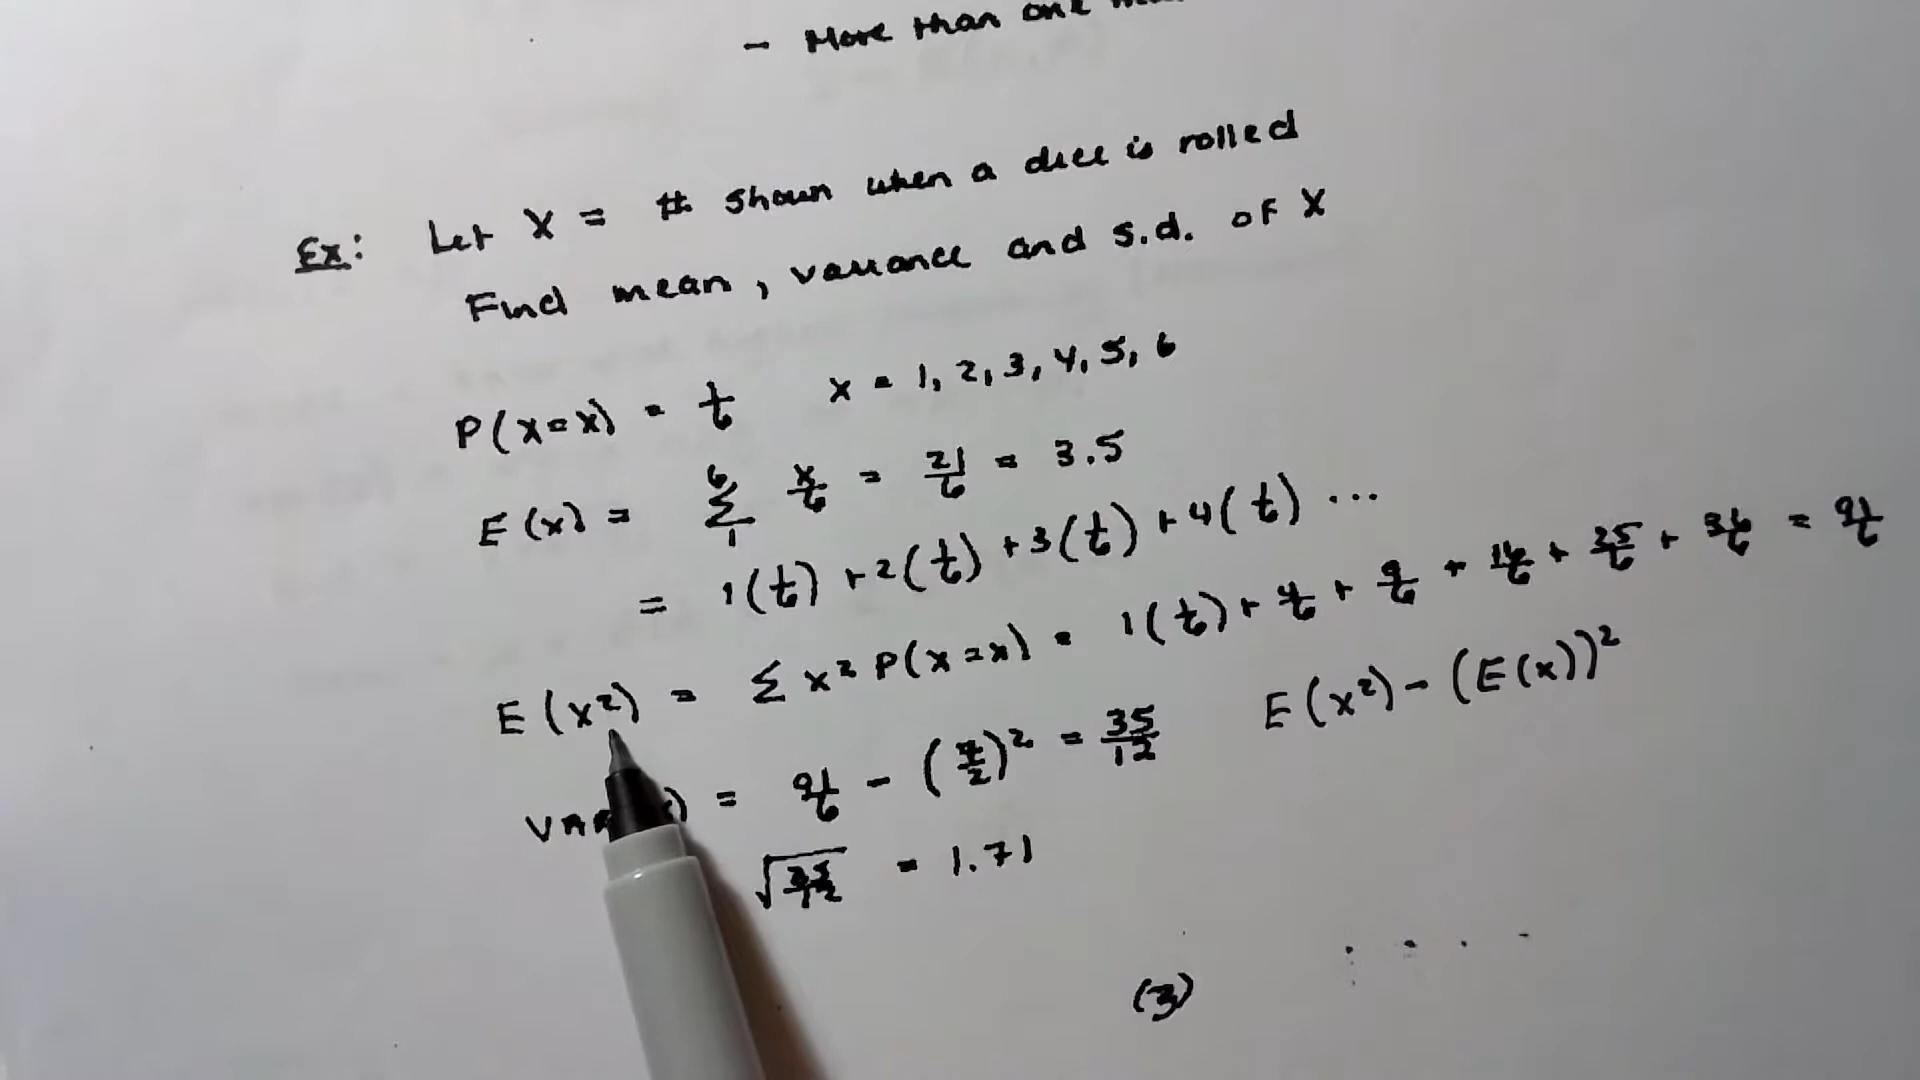 - More than one
Ex: Let X = # shown when a dice is rolled
Find mean, variance and s.d. of X
P(X=x) = 1/6 x = 1, 2, 3, 4, 5, 6
E(x) = 6 Σ 1 x/6 = 21/6 = 3.5
= 1(1/6) + 2(1/6) + 3(1/6) + 4(1/6) ...
E(x²) = Σ x² P(X=x) = 1(1/6) + 4/6 + 9/6 + 16/6 + 25/6 + 36/6 = 91/6
= 91/6 - (7/2)² = 35/12 E(x²) - (E(x))²
√35/12 = 1.71
(3)